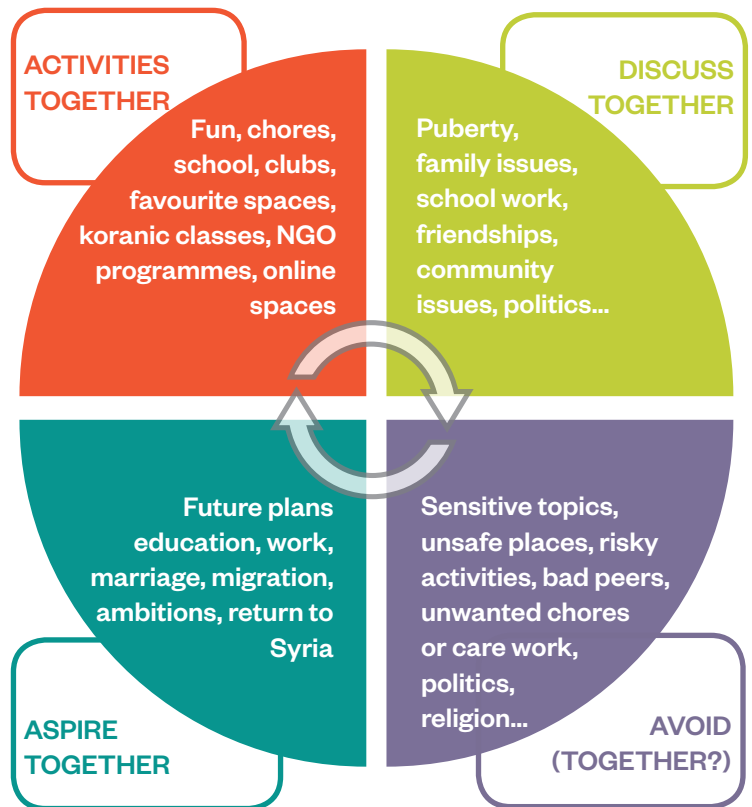 ACTIVITIES
TOGETHER
Fun, chores,
school, clubs,
favourite spaces,
koranic classes, NGO
programmes, online
spaces
DISCUSS
TOGETHER
Puberty,
family issues,
school work,
friendships,
community
issues, politics...
Future plans
education, work,
marriage, migration,
ambitions, return to
Syria
ASPIRE
TOGETHER
Sensitive topics,
unsafe places, risky
activities, bad peers,
unwanted chores
or care work,
politics,
religion...
AVOID
(TOGETHER?)